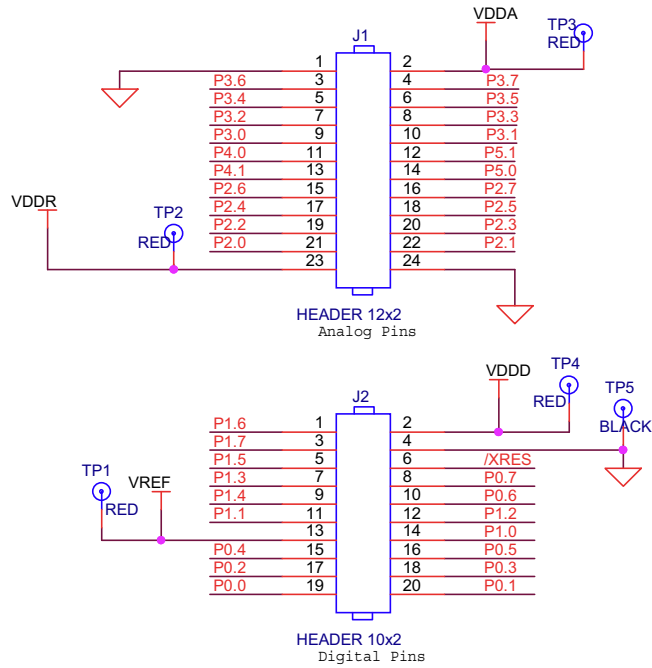 VDDA
TP3
RED
J1
1 2
P3.6 3 4 P3.7
P3.4 5 6 P3.5
P3.2 7 8 P3.3
P3.0 9 10 P3.1
P4.0 11 12 P5.1
P4.1 13 14 P5.0
P2.6 15 16 P2.7
VDDR
P2.4 17 18 P2.5
TP2
P2.2 19 20 P2.3
RED
P2.0 21 22 P2.1
23 24
HEADER 12x2
Analog Pins
VDDD
TP4
RED
TP5
BLACK
J2
P1.6 1 2
P1.7 3 4
P1.5 5 6 /XRES
TP1
VREF
RED
P1.3 7 8 P0.7
P1.4 9 10 P0.6
P1.1 11 12 P1.2
13 14 P1.0
P0.4 15 16 P0.5
P0.2 17 18 P0.3
P0.0 19 20 P0.1
HEADER 10x2
Digital Pins